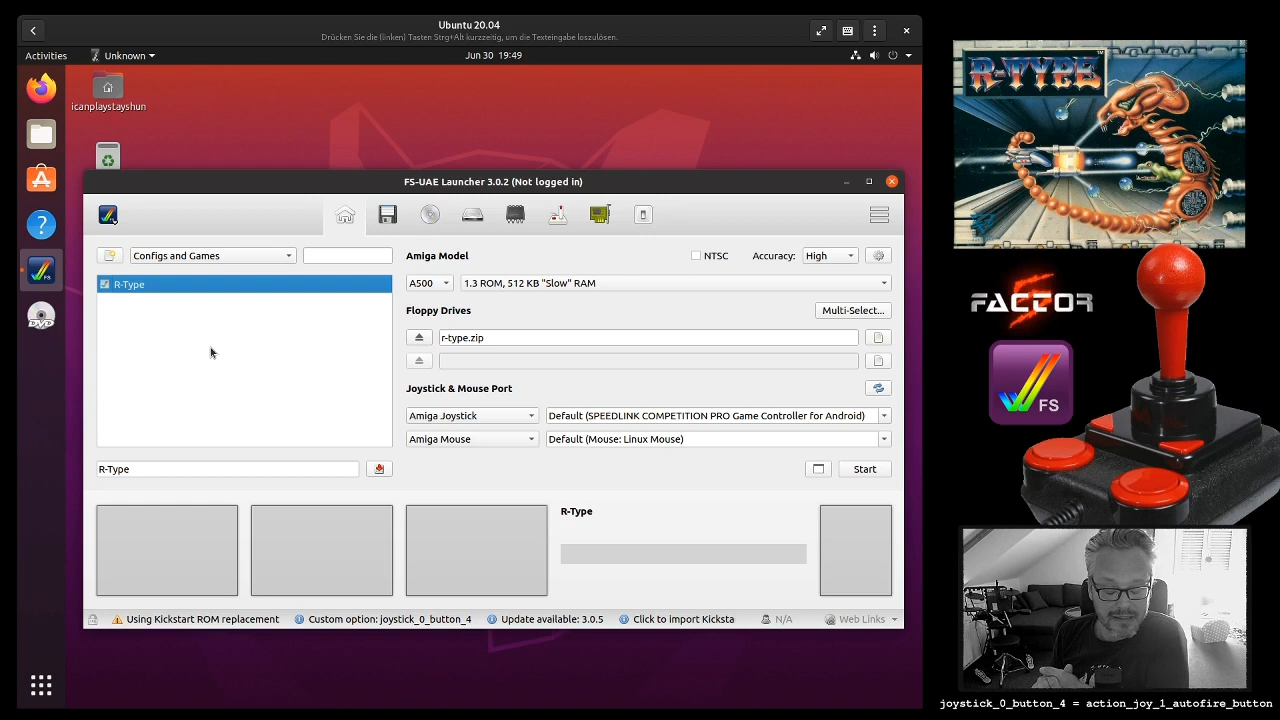 Ubuntu 20.04
Drücken Sie die (linken) Tasten Strg+Alt kurzzeitig, um die Texteingabe loszulösen.
Activities
Unknown
Jun 30 19:49
icanplaystayshun
FS-UAE Launcher 3.0.2 (Not logged in)
Configs and Games
Amiga Model
NTSC
Accuracy:
High
R-Type
A500
1.3 ROM, 512 KB "Slow" RAM
Floppy Drives
Multi-Select...
r-type.zip
Joystick & Mouse Port
Amiga Joystick
Default (SPEEDLINK COMPETITION PRO Game Controller for Android)
Amiga Mouse
Default (Mouse: Linux Mouse)
R-Type
Start
R-Type
Using Kickstart ROM replacement
Custom option: joystick_0_button_4
Update available: 3.0.5
Click to import Kicksta
N/A
Web Links
DVD
R-TYPE
TM
FACTOR 5
FS
joystick_0_button_4 = action_joy_1_autofire_button